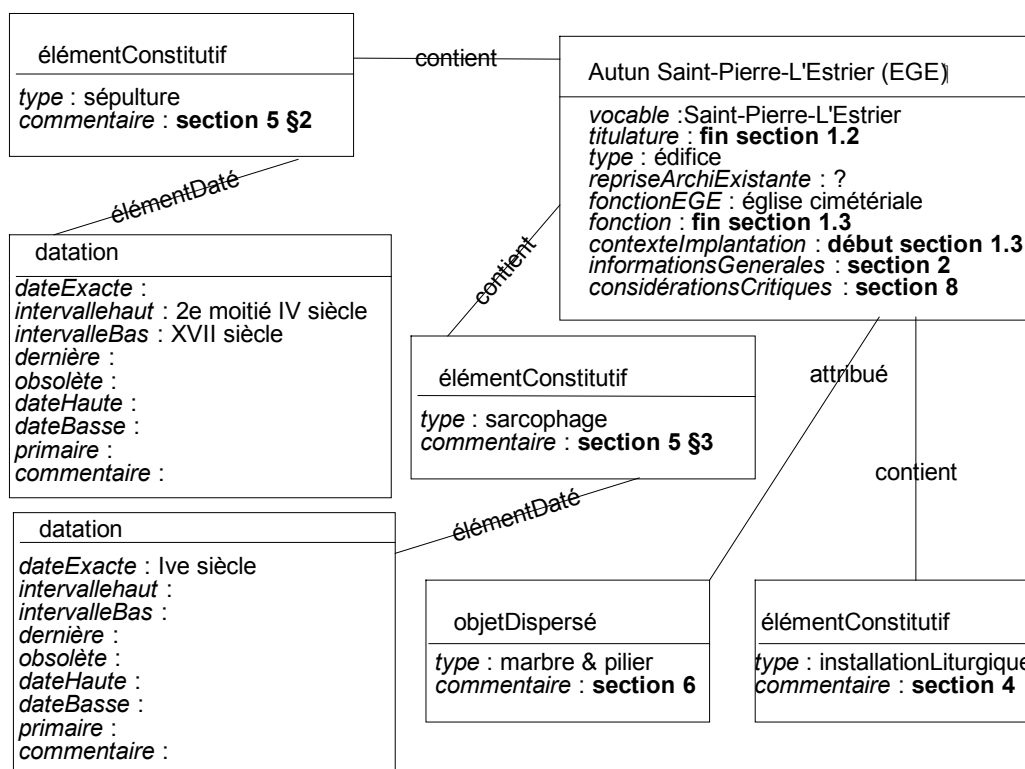 élémentConstitutif
type : sépulture
commentaire : section 5 §2
contient
Autun Saint-Pierre-L'Estrier (EGE)
vocable :Saint-Pierre-L'Estrier
titulature : fin section 1.2
type : édifice
repriseArchiExistante : ?
fonctionEGE : église cimétériale
fonction : fin section 1.3
contexteImplantation : début section 1.3
informationsGenerales : section 2
considérationsCritiques : section 8
élémentDaté
datation
dateExacte :
intervallehaut : 2e moitié IV siècle
intervalleBas : XVII siècle
dernière :
obsolète :
dateHaute :
dateBasse :
primaire :
commentaire :
contient
élémentConstitutif
type : sarcophage
commentaire : section 5 §3
attribué
contient
élémentDaté
datation
dateExacte : Ive siècle
intervallehaut :
intervalleBas :
dernière :
obsolète :
dateHaute :
dateBasse :
primaire :
commentaire :
objetDispersé
type : marbre & pilier
commentaire : section 6
élémentConstitutif
type : installationLiturgique
commentaire : section 4